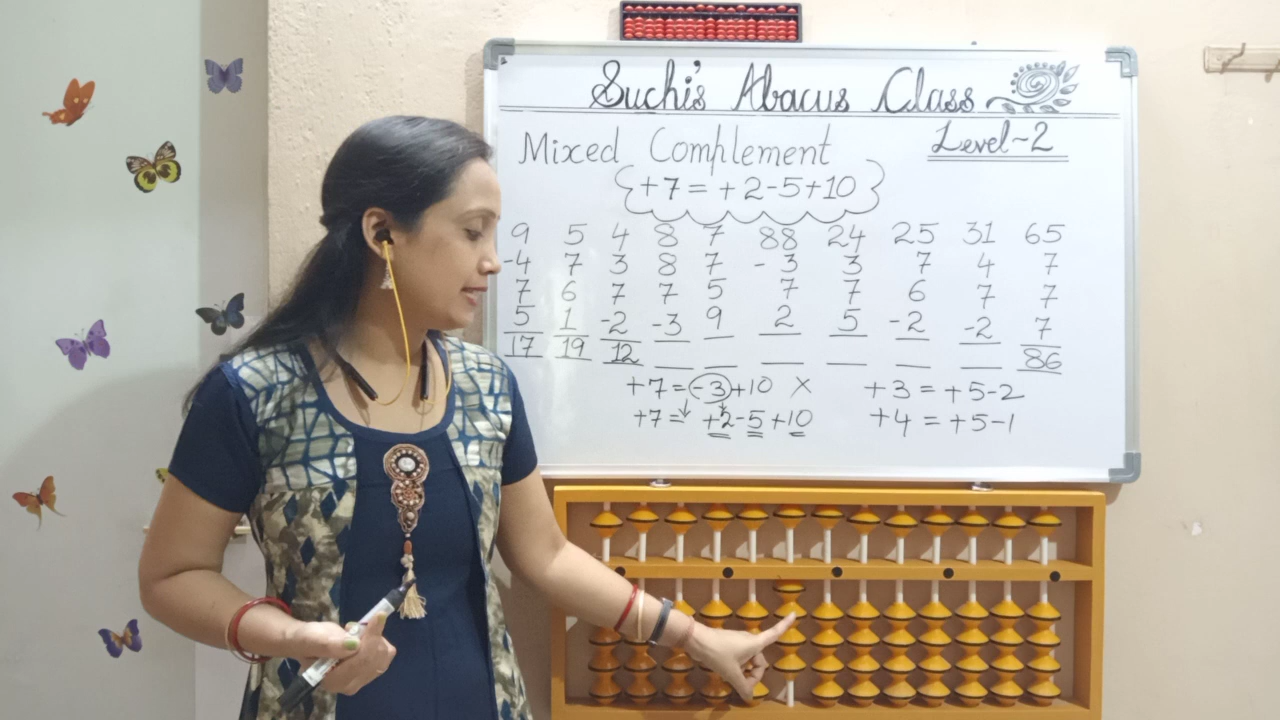 Suchi's Abacus Class
Mixed Complement Level-2
+7=+2-5+10
9 5 4 8 7 88 24 25 31 65
-4 7 3 8 7 -3 3 7 4 7
7 6 7 7 5 7 7 6 7 7
5 1 -2 -3 9 2 5 -2 -2 7
17 19 12 86
+7=-3+10 × +3=+5-2
+7= +2-5+10 +4=+5-1